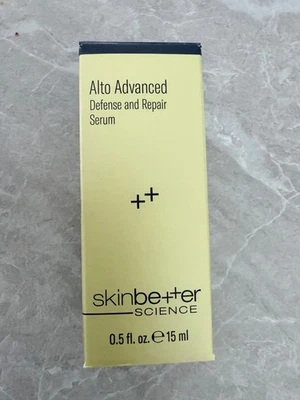 Alto Advanced
Defense and Repair
Serum
++
skinbe++er
SCIENCE
0.5 fl. oz. ℮ 15 ml